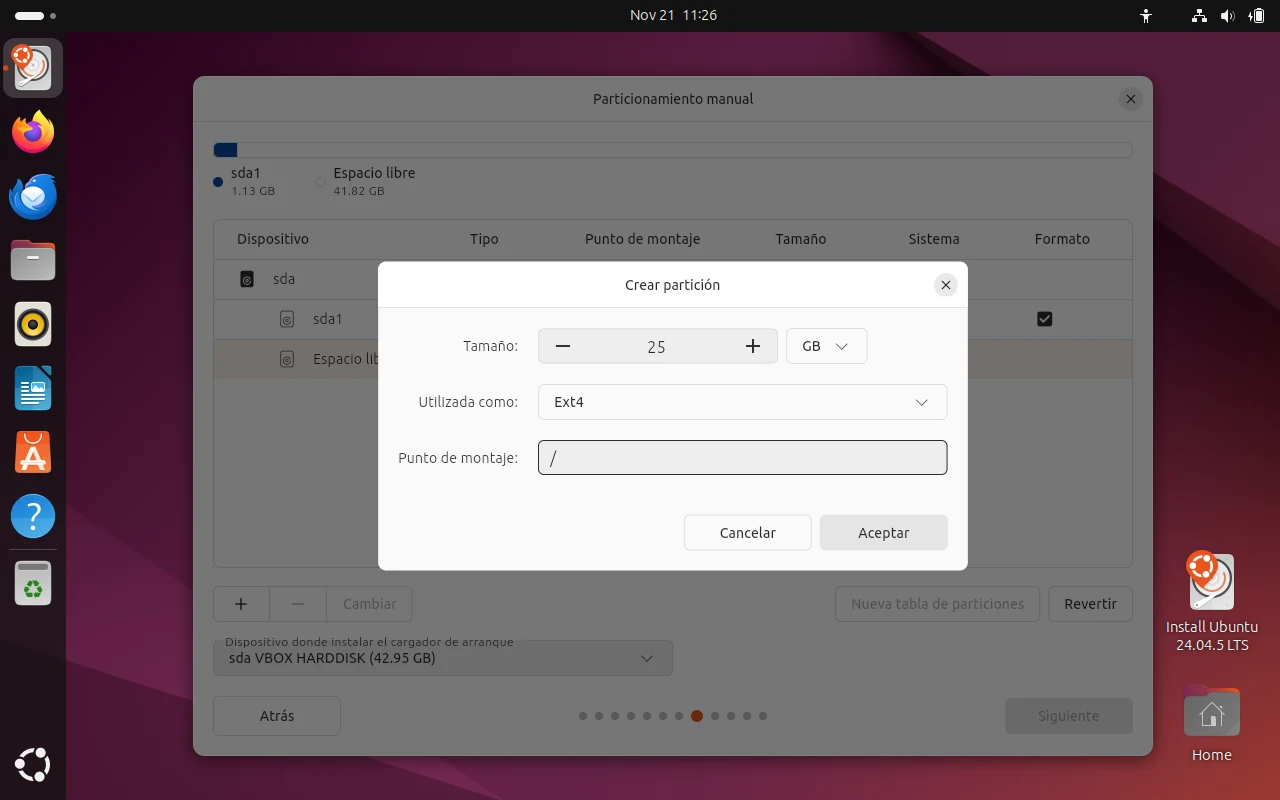 Nov 21 11:26
Particionamiento manual
sda1
1.13 GB
Espacio libre
41.82 GB
Dispositivo Tipo Punto de montaje Tamaño Sistema Formato
sda
sda1
Espacio lib
Crear partición
Tamaño: 25 GB
Utilizada como: Ext4
Punto de montaje: /
Cancelar Aceptar
Cambiar Nueva tabla de particiones Revertir
Dispositivo donde instalar el cargador de arranque
sda VBOX HARDDISK (42.95 GB)
Atrás Siguiente
Install Ubuntu
24.04.5 LTS
Home